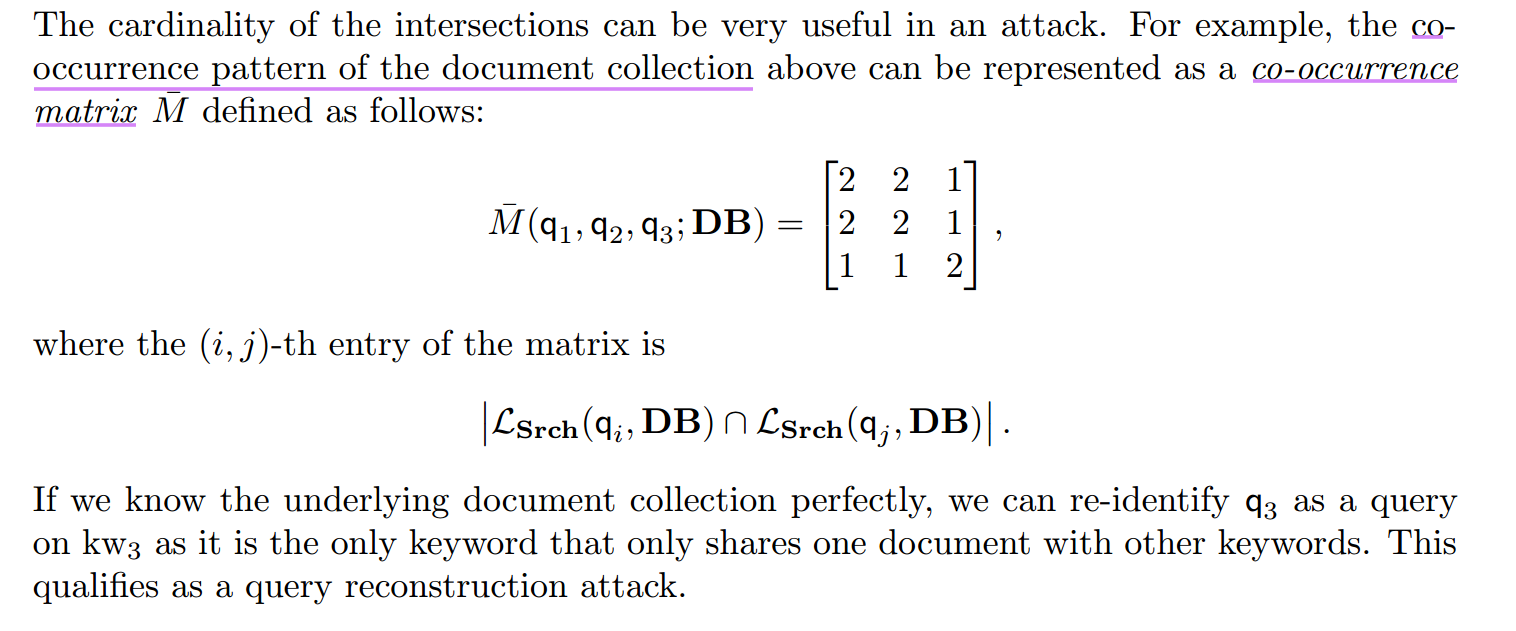 The cardinality of the intersections can be very useful in an attack. For example, the co-
occurrence pattern of the document collection above can be represented as a co-occurrence
matrix M̄ defined as follows:
M̄(q₁, q₂, q₃; DB) = [2 2 1
2 2 1
1 1 2],
where the (i, j)-th entry of the matrix is
|ℒSrch(qᵢ, DB) ∩ ℒSrch(qⱼ, DB)|.
If we know the underlying document collection perfectly, we can re-identify q₃ as a query
on kw₃ as it is the only keyword that only shares one document with other keywords. This
qualifies as a query reconstruction attack.